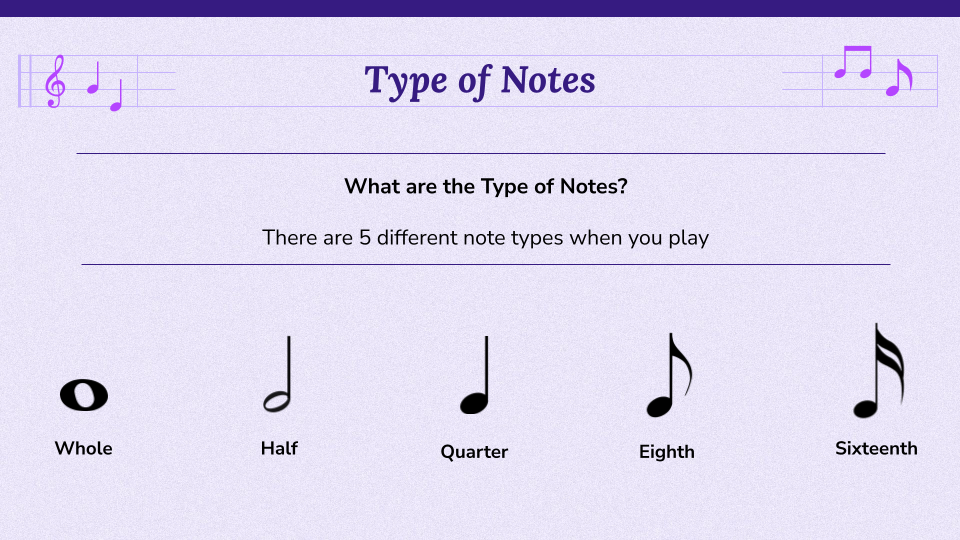 Type of Notes
What are the Type of Notes?
There are 5 different note types when you play
Whole
Half
Quarter
Eighth
Sixteenth